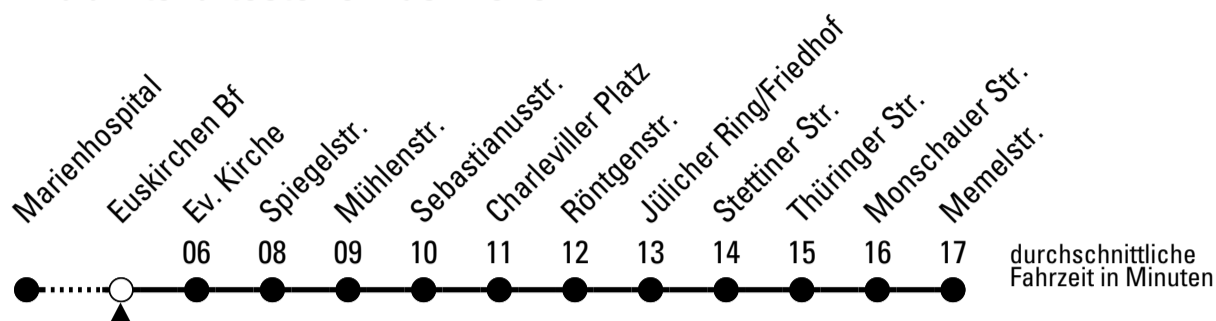 Marienhospital
Euskirchen Bf
Ev. Kirche
Spiegelstr.
Mühlenstr.
Sebastianusstr.
Charleviller Platz
Röntgenstr.
Jülicher Ring/Friedhof
Stettiner Str.
Thüringer Str.
Monschauer Str.
Memelstr.
06 08 09 10 11 12 13 14 15 16 17
durchschnittliche
Fahrzeit in Minuten